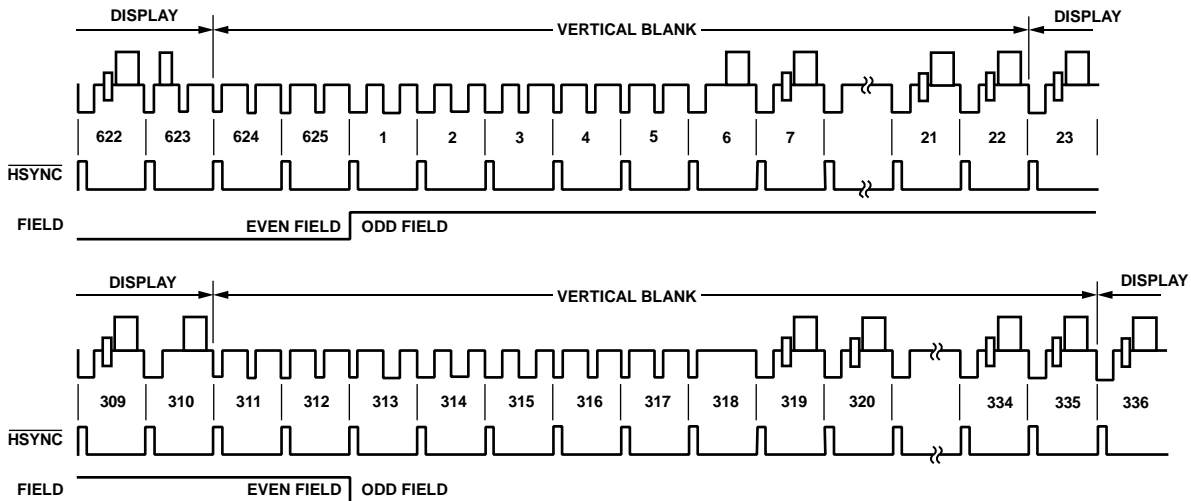 DISPLAY VERTICAL BLANK DISPLAY
622 623 624 625 1 2 3 4 5 6 7 21 22 23
HSYNC
FIELD EVEN FIELD ODD FIELD
DISPLAY VERTICAL BLANK DISPLAY
309 310 311 312 313 314 315 316 317 318 319 320 334 335 336
HSYNC
FIELD EVEN FIELD ODD FIELD